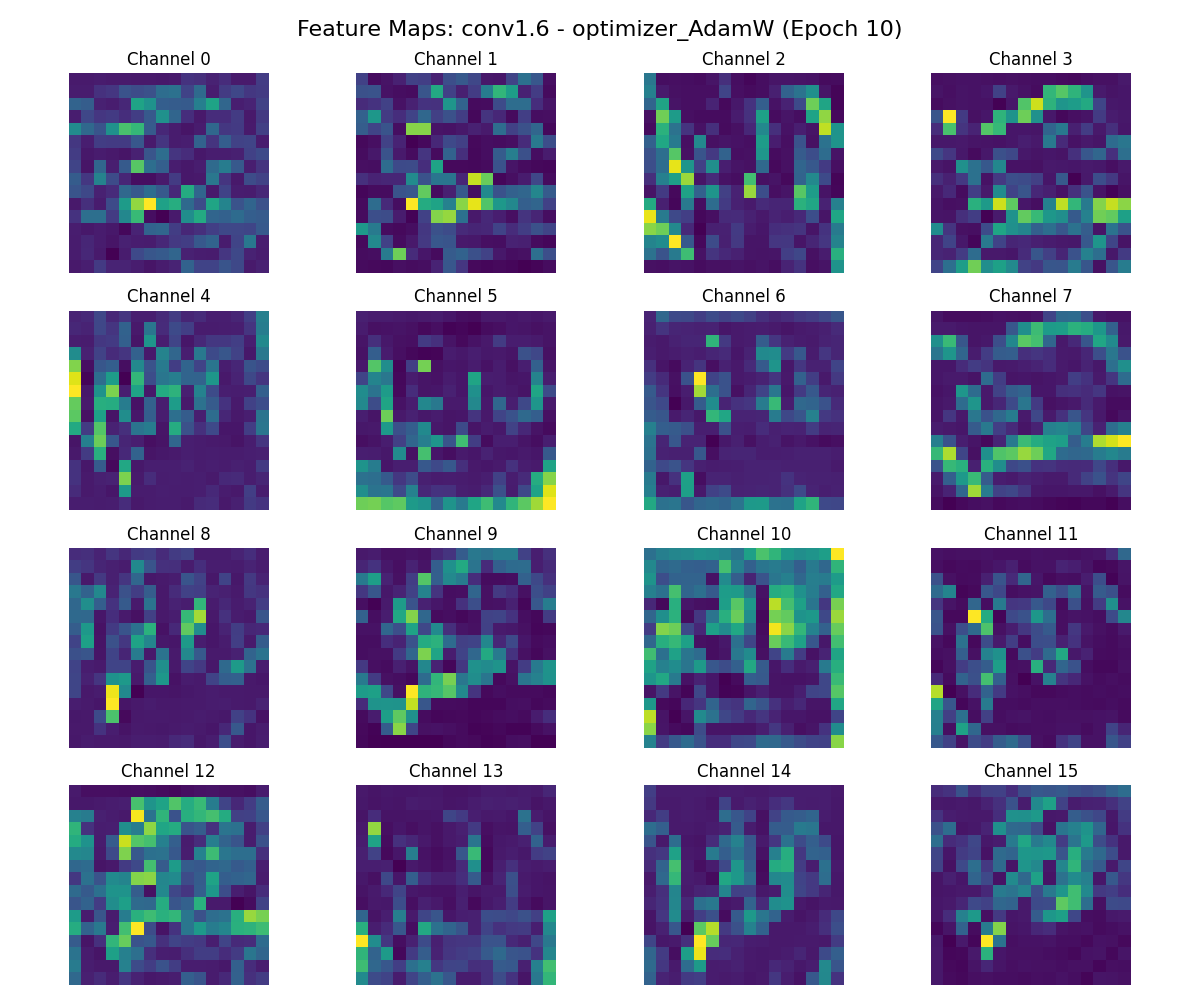 Feature Maps: conv1.6 - optimizer_AdamW (Epoch 10)
Channel 0
Channel 1
Channel 2
Channel 3
Channel 4
Channel 5
Channel 6
Channel 7
Channel 8
Channel 9
Channel 10
Channel 11
Channel 12
Channel 13
Channel 14
Channel 15